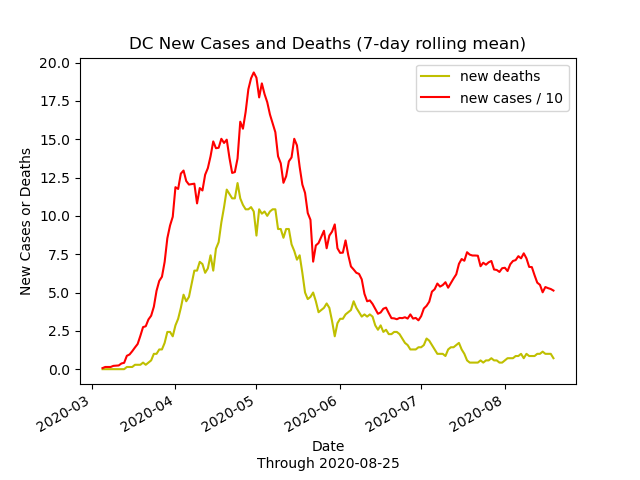 DC New Cases and Deaths (7-day rolling mean)
new deaths
new cases / 10
20.0
17.5
15.0
12.5
10.0
7.5
5.0
2.5
0.0
New Cases or Deaths
2020-03
2020-04
2020-05
2020-06
2020-07
2020-08
Date
Through 2020-08-25